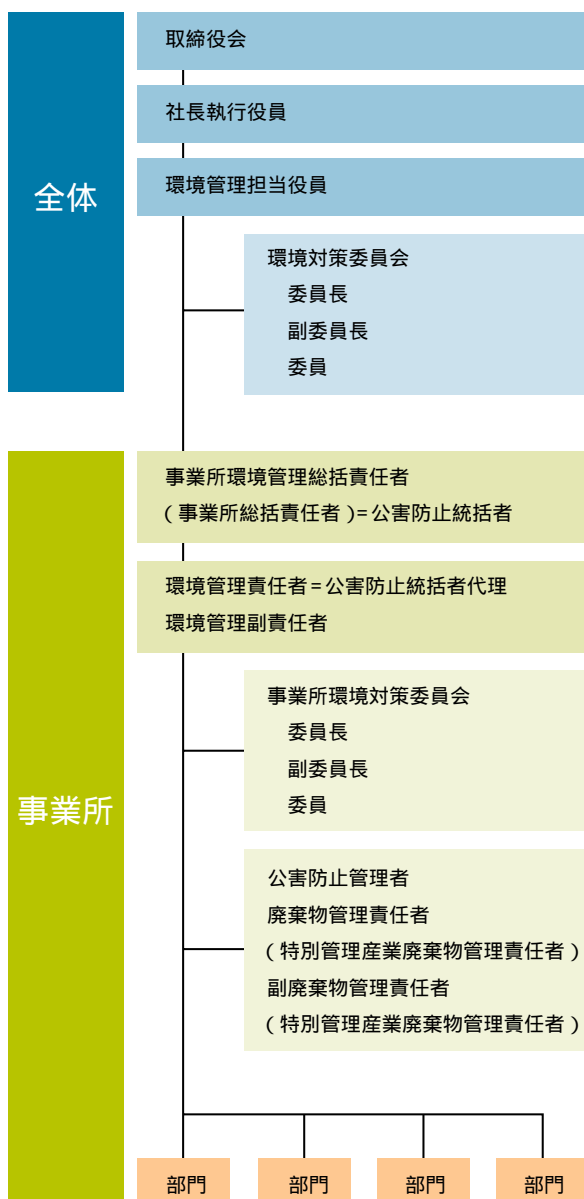 全体
取締役会
社長執行役員
環境管理担当役員
環境対策委員会
委員長
副委員長
委員
事業所
事業所環境管理総括責任者
(事業所総括責任者)=公害防止統括者
環境管理責任者=公害防止統括者代理
環境管理副責任者
事業所環境対策委員会
委員長
副委員長
委員
公害防止管理者
廃棄物管理責任者
(特別管理産業廃棄物管理責任者)
副廃棄物管理責任者
(特別管理産業廃棄物管理責任者)
部門 部門 部門 部門